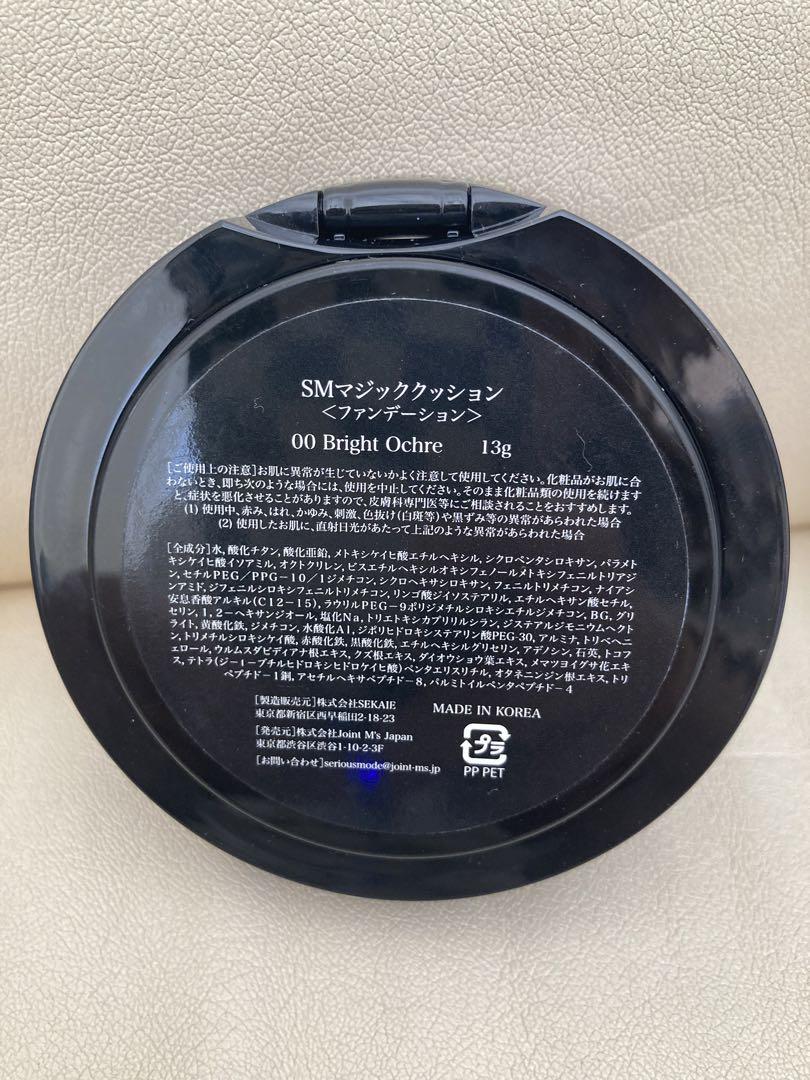 SMマジッククッション
＜ファンデーション＞
00 Bright Ochre 13g
[ご使用上の注意]お肌に異常が生じていないかよく注意して使用してください。化粧品がお肌に合
わないとき、即ち次のような場合には、使用を中止してください。そのまま化粧品類の使用を続けます
と、症状を悪化させることがありますので、皮膚科専門医等にご相談されることをおすすめします。
(1) 使用中、赤み、はれ、かゆみ、刺激、色抜け(白斑等)や黒ずみ等の異常があらわれた場合
(2) 使用したお肌に、直射日光があたって上記のような異常があらわれた場合
[全成分]水, 酸化チタン, 酸化亜鉛, メトキシケイヒ酸エチルヘキシル, シクロペンタシロキサン, パラメト
キシケイヒ酸イソアミル, オクトクリレン, ビスエチルヘキシルオキシフェノールメトキシフェニルトリアジ
ン, セチルPEG／PPG－10／1ジメチコン, シクロヘキサシロキサン, フェニルトリメチコン, ナイアシ
ンアミド, ジフェニルシロキシフェニルトリメチコン, リンゴ酸ジイソステアリル, エチルヘキサン酸セチル,
安息香酸アルキル(C12－15), ラウリルPEG－9ポリジメチルシロキシエチルジメチコン, BG, グリ
セリン, 1, 2－ヘキサンジオール, 塩化Na, トリエトキシカプリリルシラン, ジステアルジモニウムヘクト
ライト, 黄酸化鉄, ジメチコン, 水酸化Al, ジポリヒドロキシステアリン酸PEG-30, アルミナ, トリベヘニ
ン, トリメチルシロキシケイ酸, 赤酸化鉄, 黒酸化鉄, エチルヘキシルグリセリン, アデノシン, 石英, トコフ
ェロール, ウルムスダビディアナ根エキス, クズ根エキス, ダイオウショウ葉エキス, メマツヨイグサ花エキ
ス, テトラ(ジ－t－ブチルヒドロキシヒドロケイヒ酸)ペンタエリスリチル, オタネニンジン根エキス, トリ
ペプチド－1銅, アセチルヘキサペプチド－8, パルミトイルペンタペプチド－4
[製造販売元]株式会社SEKAIE
東京都新宿区西早稲田2-18-23
MADE IN KOREA
[発売元]株式会社Joint M's Japan
東京都渋谷区渋谷1-10-2-3F
[お問い合わせ]seriousmode@joint-ms.jp
プラ
PP PET